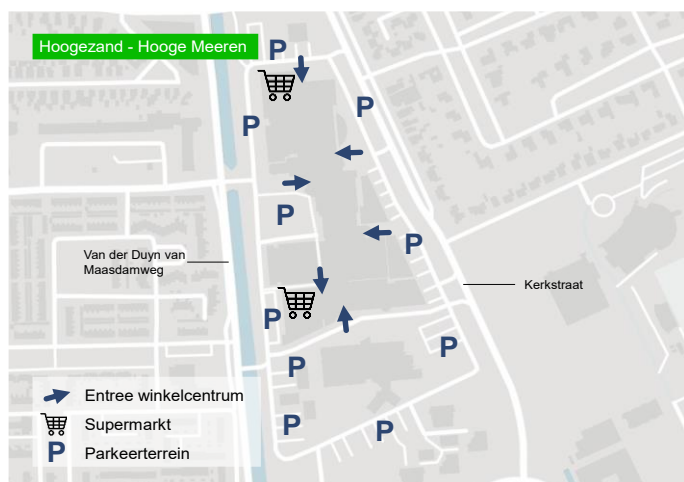 Hoogezand - Hooge Meeren
P
P
P
P
P
Van der Duyn van
Maasdamweg
Kerkstraat
P
P
P
P
P
Entree winkelcentrum
Supermarkt
P Parkeerterrein